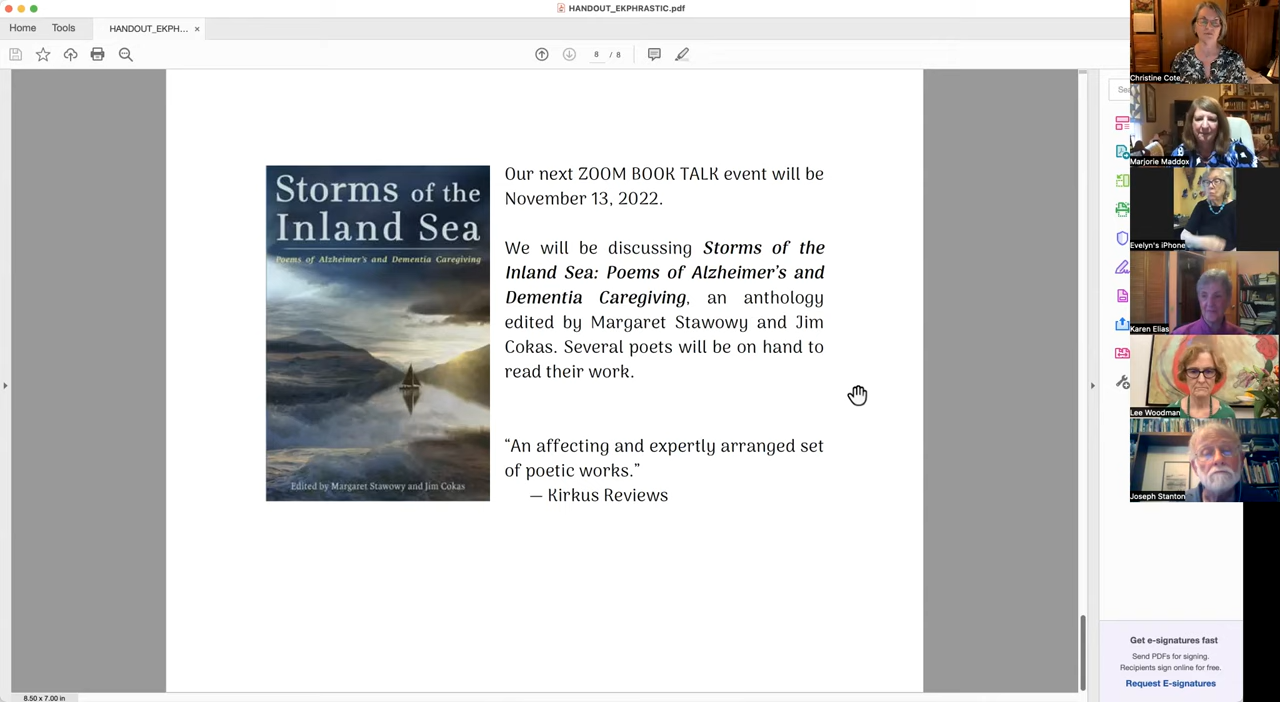 HANDOUT_EKPHRASTIC.pdf
Home
Tools
HANDOUT_EKPH... ×
8 / 8
Storms of the
Inland Sea
Poems of Alzheimer's and Dementia Caregiving
Edited by Margaret Stawowy and Jim Cokas
Our next ZOOM BOOK TALK event will be
November 13, 2022.
We will be discussing Storms of the
Inland Sea: Poems of Alzheimer's and
Dementia Caregiving, an anthology
edited by Margaret Stawowy and Jim
Cokas. Several poets will be on hand to
read their work.
“An affecting and expertly arranged set
of poetic works.”
— Kirkus Reviews
8.50 x 7.00 in
Christine Cote
Marjorie Maddox
Evelyn's iPhone
Karen Elias
Lee Woodman
Joseph Stanton
Get e-signatures fast
Send PDFs for signing.
Recipients sign online for free.
Request E-signatures